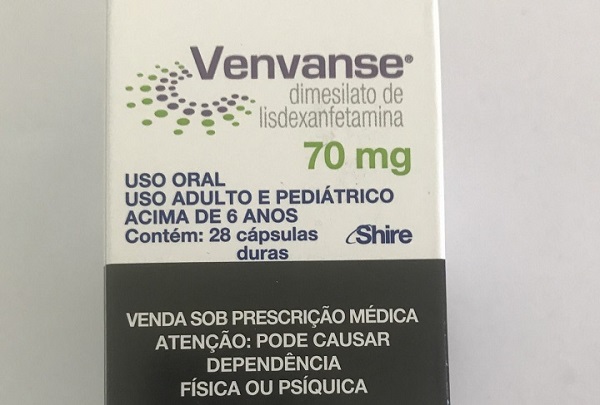 Venvanse®
dimesilato de
lisdexanfetamina
70 mg
USO ORAL
USO ADULTO E PEDIÁTRICO
ACIMA DE 6 ANOS
Contém: 28 cápsulas
duras
Shire
VENDA SOB PRESCRIÇÃO MÉDICA
ATENÇÃO: PODE CAUSAR
DEPENDÊNCIA
FÍSICA OU PSÍQUICA